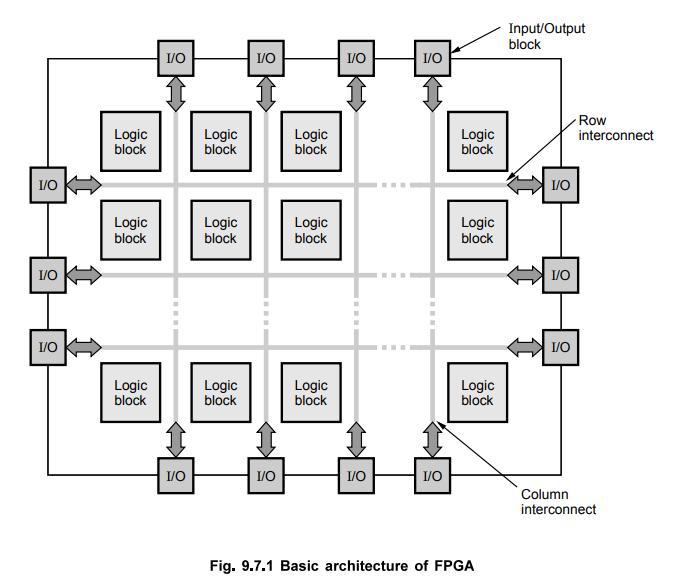 Input/Output
block
I/O I/O I/O I/O
Row
interconnect
Logic Logic Logic Logic
block block block block
I/O I/O
Logic Logic Logic Logic
block block block block
I/O I/O
I/O I/O
Logic Logic Logic Logic
block block block block
I/O I/O I/O I/O
Column
interconnect
Fig. 9.7.1 Basic architecture of FPGA